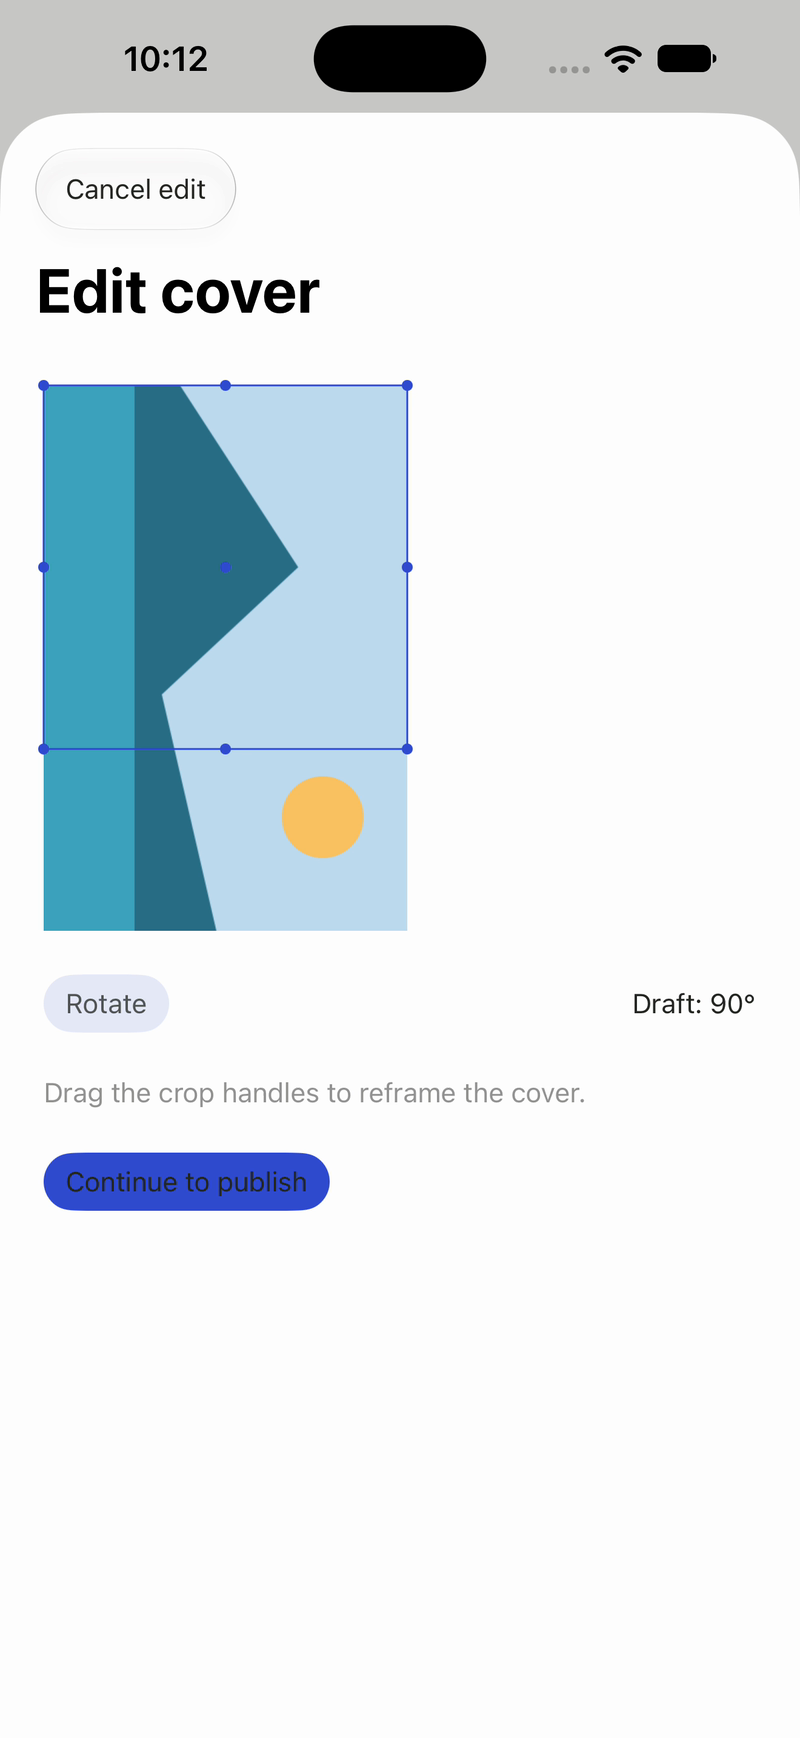 10:12
Cancel edit
Edit cover
Rotate
Draft: 90°
Drag the crop handles to reframe the cover.
Continue to publish